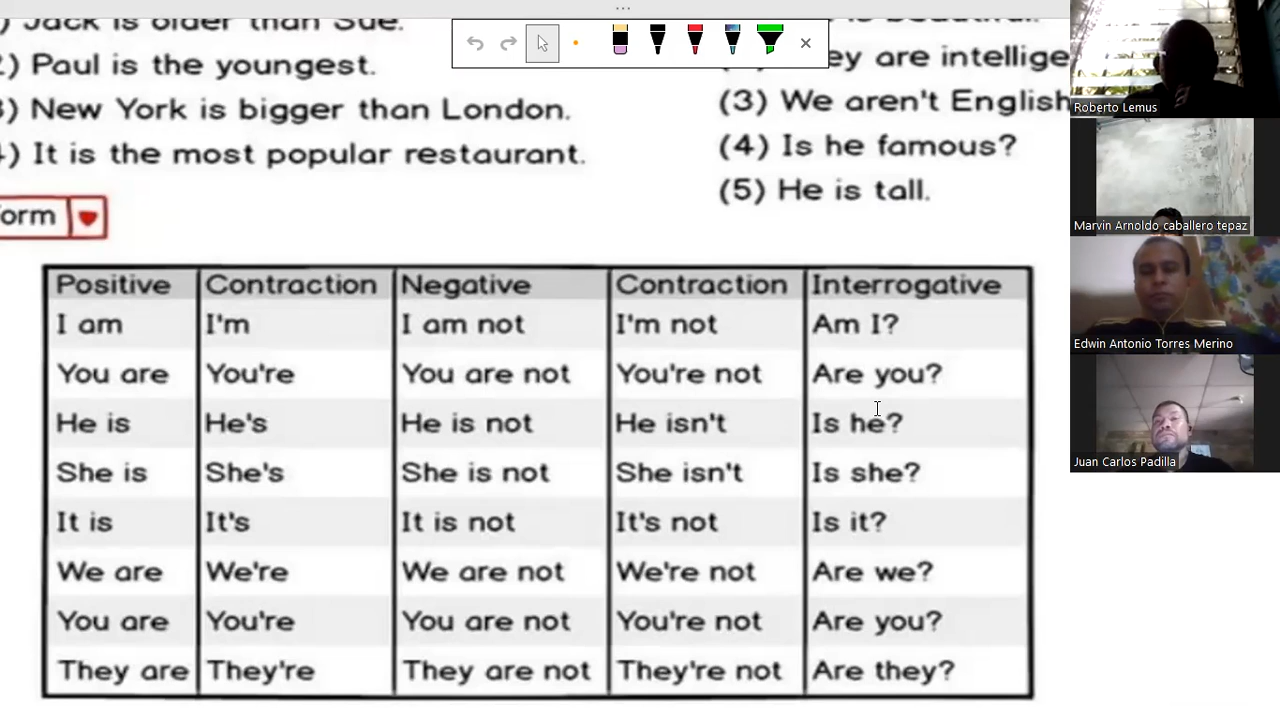 ) Jack is older than Sue.
) Paul is the youngest.
) New York is bigger than London.
) It is the most popular restaurant.
is beautiful.
ey are intellige
(3) We aren't English
(4) Is he famous?
(5) He is tall.
orm
Positive Contraction Negative Contraction Interrogative
I am I'm I am not I'm not Am I?
You are You're You are not You're not Are you?
He is He's He is not He isn't Is he?
She is She's She is not She isn't Is she?
It is It's It is not It's not Is it?
We are We're We are not We're not Are we?
You are You're You are not You're not Are you?
They are They're They are not They're not Are they?
Roberto Lemus
Marvin Arnoldo caballero tepaz
Edwin Antonio Torres Merino
Juan Carlos Padilla